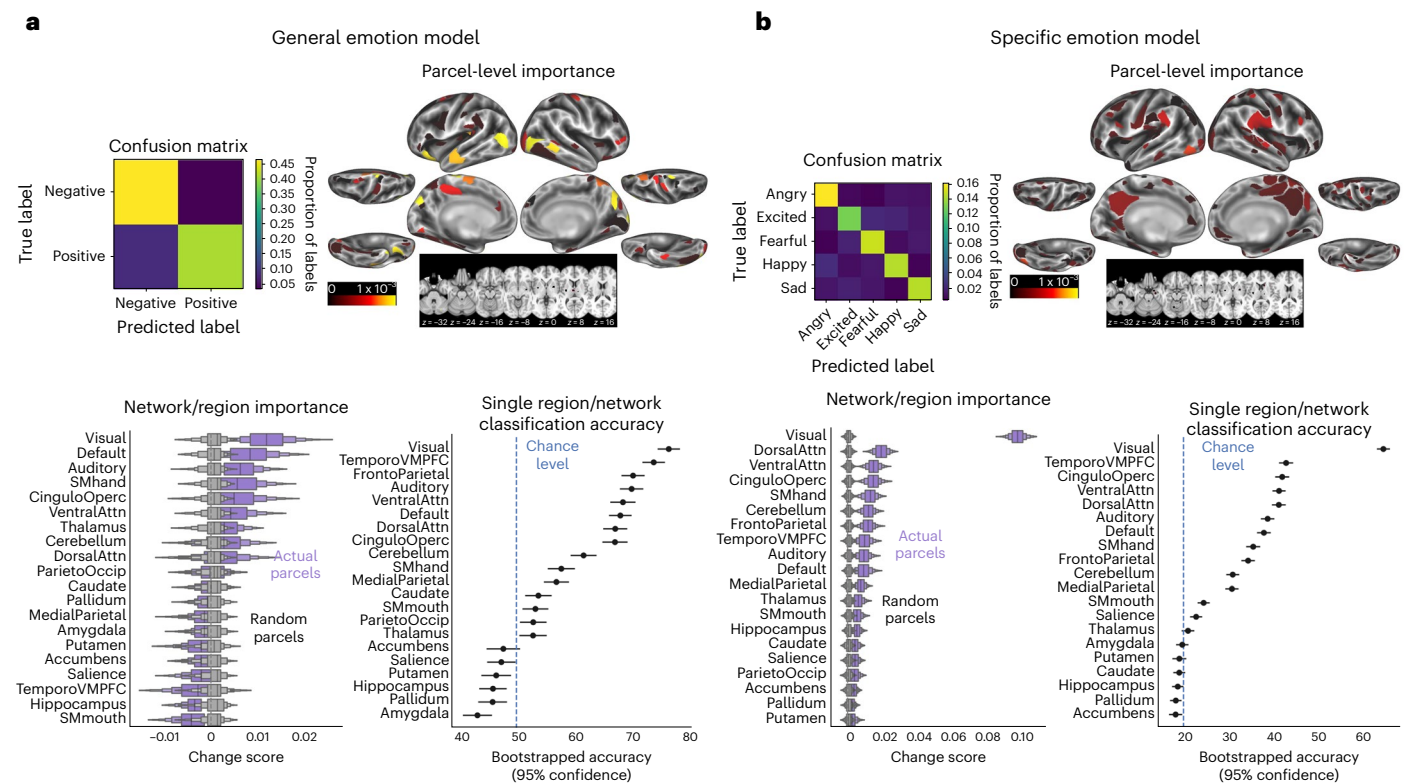 a
General emotion model
Parcel-level importance
Confusion matrix
True label
Negative
Positive
Negative Positive
Predicted label
0.45
0.40
0.35
0.30
0.25
0.20
0.15
0.10
0.05
Proportion of labels
0 1 x 10⁻³
z = −32 z = −24 z = −16 z = −8 z = 0 z = 8 z = 16
Network/region importance
Visual
Default
Auditory
SMhand
CinguloOperc
VentralAttn
Thalamus
Cerebellum
DorsalAttn
ParietoOccip
Caudate
Pallidum
MedialParietal
Amygdala
Putamen
Accumbens
Salience
TemporoVMPFC
Hippocampus
SMmouth
Actual
parcels
Random
parcels
−0.01 0 0.01 0.02
Change score
Single region/network
classification accuracy
Chance
level
Visual
TemporoVMPFC
FrontoParietal
Auditory
VentralAttn
Default
DorsalAttn
CinguloOperc
Cerebellum
SMhand
MedialParietal
Caudate
SMmouth
ParietoOccip
Thalamus
Accumbens
Salience
Putamen
Hippocampus
Pallidum
Amygdala
40 50 60 70 80
Bootstrapped accuracy
(95% confidence)
b
Specific emotion model
Parcel-level importance
Confusion matrix
True label
Angry
Excited
Fearful
Happy
Sad
Angry
Excited
Fearful
Happy
Sad
Predicted label
0.16
0.14
0.12
0.10
0.08
0.06
0.04
0.02
Proportion of labels
0 1 x 10⁻³
z = −32 z = −24 z = −16 z = −8 z = 0 z = 8 z = 16
Network/region importance
Visual
DorsalAttn
VentralAttn
CinguloOperc
SMhand
Cerebellum
FrontoParietal
TemporoVMPFC
Auditory
Default
MedialParietal
Thalamus
SMmouth
Hippocampus
Caudate
Salience
ParietoOccip
Accumbens
Pallidum
Putamen
Actual
parcels
Random
parcels
0 0.02 0.04 0.06 0.08 0.10
Change score
Single region/network
classification accuracy
Chance
level
Visual
TemporoVMPFC
CinguloOperc
VentralAttn
DorsalAttn
Auditory
Default
SMhand
FrontoParietal
Cerebellum
MedialParietal
SMmouth
Salience
Thalamus
Amygdala
Putamen
Caudate
Hippocampus
Pallidum
Accumbens
20 30 40 50 60
Bootstrapped accuracy
(95% confidence)